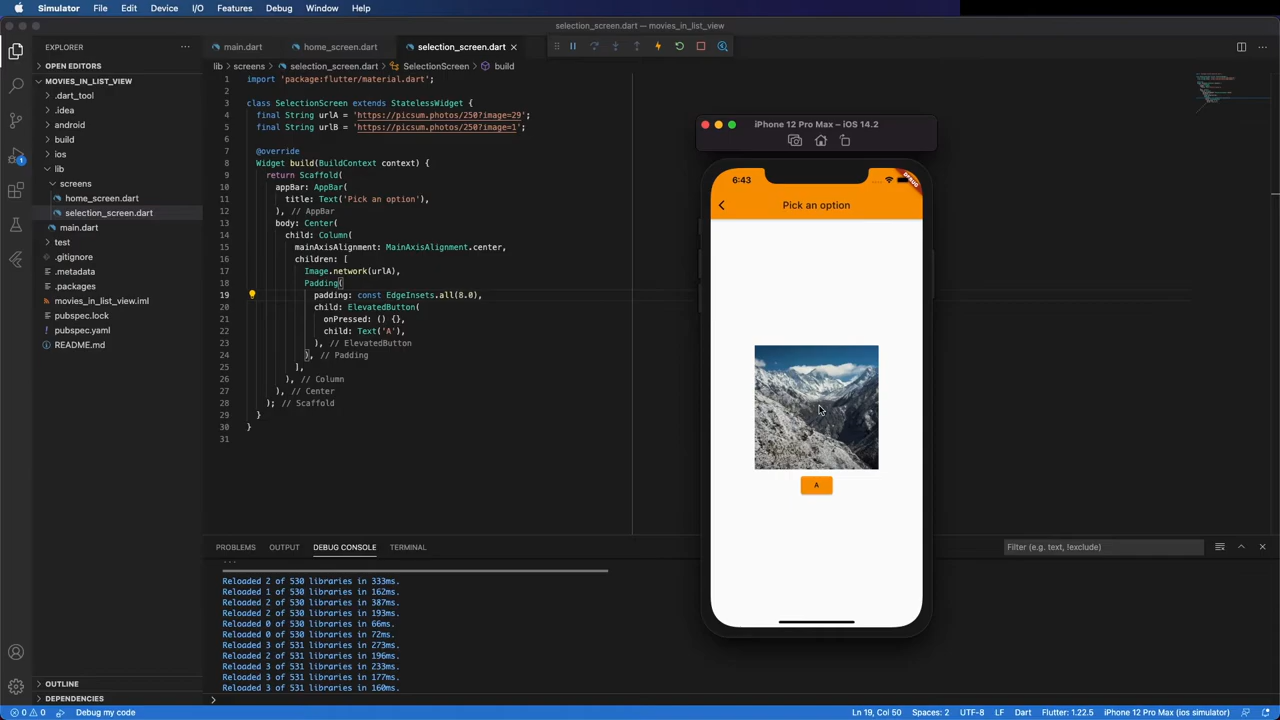 Simulator File Edit Device I/O Features Debug Window Help
selection_screen.dart — movies_in_list_view
EXPLORER
main.dart
home_screen.dart
selection_screen.dart
OPEN EDITORS
lib > screens > selection_screen.dart > SelectionScreen > build
MOVIES_IN_LIST_VIEW
.dart_tool
.idea
android
build
ios
lib
screens
home_screen.dart
selection_screen.dart
main.dart
test
.gitignore
.metadata
.packages
movies_in_list_view.iml
pubspec.lock
pubspec.yaml
README.md
OUTLINE
DEPENDENCIES
1
1 import 'package:flutter/material.dart';
2
3 class SelectionScreen extends StatelessWidget {
4 final String urlA = 'https://picsum.photos/250?image=29';
5 final String urlB = 'https://picsum.photos/250?image=1';
6
7 @override
8 Widget build(BuildContext context) {
9 return Scaffold(
10 appBar: AppBar(
11 title: Text('Pick an option'),
12 ), // AppBar
13 body: Center(
14 child: Column(
15 mainAxisAlignment: MainAxisAlignment.center,
16 children: [
17 Image.network(urlA),
18 Padding(
19 padding: const EdgeInsets.all(8.0),
20 child: ElevatedButton(
21 onPressed: () {},
22 child: Text('A'),
23 ), // ElevatedButton
24 ), // Padding
25 ],
26 ), // Column
27 ), // Center
28 ); // Scaffold
29 }
30 }
31
iPhone 12 Pro Max – iOS 14.2
6:43
DEBUG
Pick an option
A
PROBLEMS OUTPUT DEBUG CONSOLE TERMINAL
Filter (e.g. text, !exclude)
Reloaded 2 of 530 libraries in 333ms.
Reloaded 1 of 530 libraries in 162ms.
Reloaded 2 of 530 libraries in 387ms.
Reloaded 2 of 530 libraries in 193ms.
Reloaded 0 of 530 libraries in 66ms.
Reloaded 0 of 530 libraries in 72ms.
Reloaded 3 of 531 libraries in 273ms.
Reloaded 2 of 531 libraries in 196ms.
Reloaded 3 of 531 libraries in 233ms.
Reloaded 3 of 531 libraries in 177ms.
Reloaded 3 of 531 libraries in 160ms.
0 0 Debug my code
Ln 19, Col 50 Spaces: 2 UTF-8 LF Dart Flutter: 1.22.5 iPhone 12 Pro Max (ios simulator)